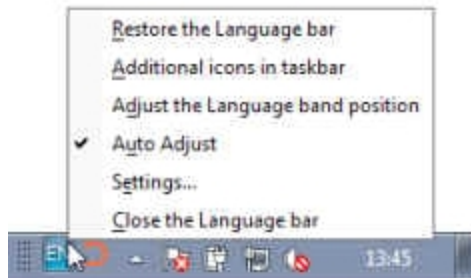 Restore the Language bar
Additional icons in taskbar
Adjust the Language band position
Auto Adjust
Settings...
Close the Language bar
EN
13:45